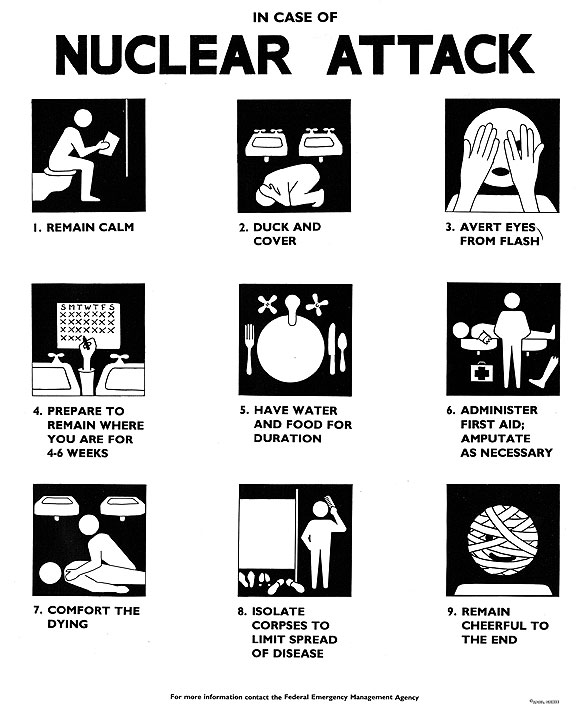 IN CASE OF
NUCLEAR ATTACK
1. REMAIN CALM
2. DUCK AND
COVER
3. AVERT EYES
FROM FLASH
S M T W T F S
X X X X X X X
X X X X X X X
X X X X X X X
X X X
4. PREPARE TO
REMAIN WHERE
YOU ARE FOR
4-6 WEEKS
5. HAVE WATER
AND FOOD FOR
DURATION
6. ADMINISTER
FIRST AID;
AMPUTATE
AS NECESSARY
7. COMFORT THE
DYING
8. ISOLATE
CORPSES TO
LIMIT SPREAD
OF DISEASE
9. REMAIN
CHEERFUL TO
THE END
For more information contact the Federal Emergency Management Agency